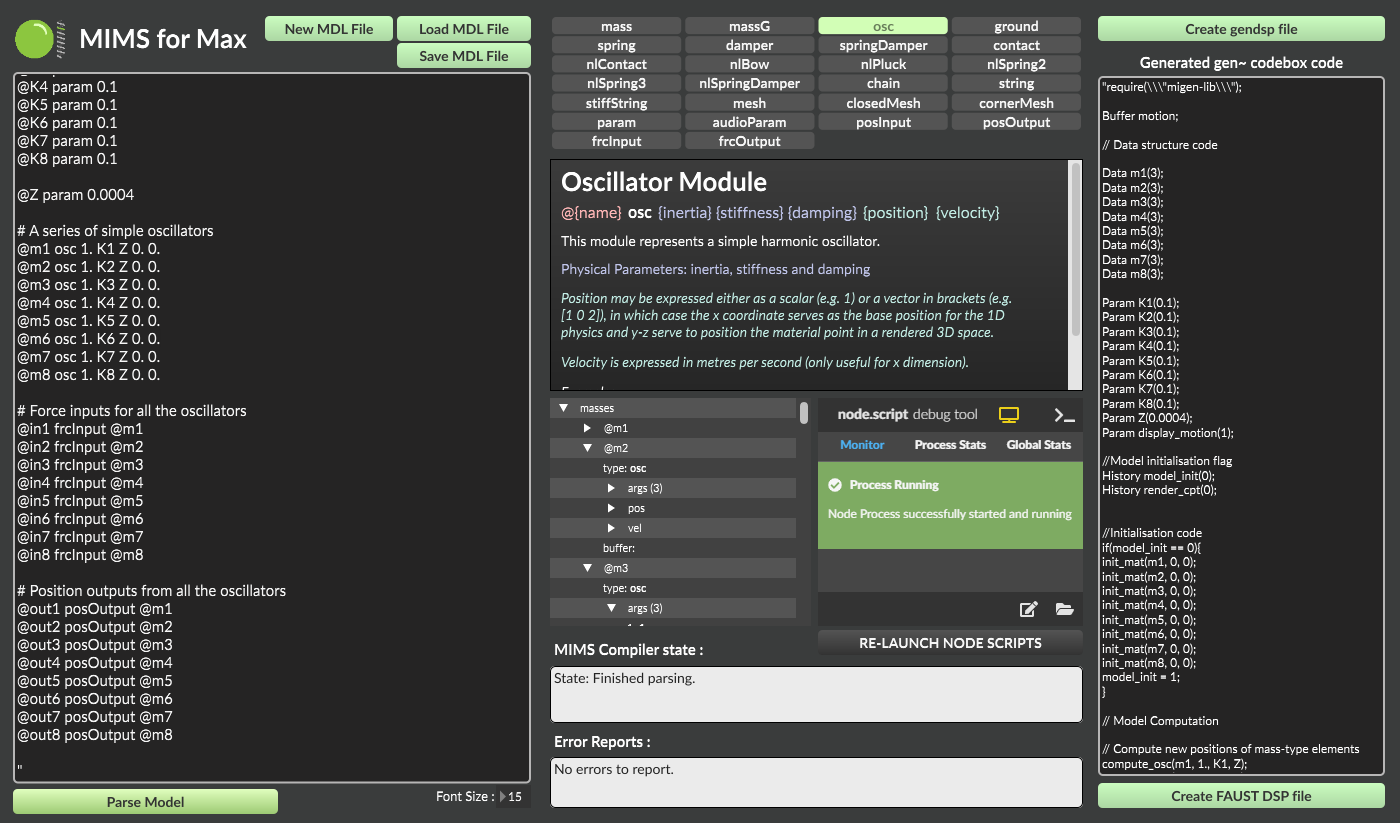 MIMS for Max
New MDL File
Load MDL File
Save MDL File
@K4 param 0.1
@K5 param 0.1
@K6 param 0.1
@K7 param 0.1
@K8 param 0.1
@Z param 0.0004
# A series of simple oscillators
@m1 osc 1. K1 Z 0. 0.
@m2 osc 1. K2 Z 0. 0.
@m3 osc 1. K3 Z 0. 0.
@m4 osc 1. K4 Z 0. 0.
@m5 osc 1. K5 Z 0. 0.
@m6 osc 1. K6 Z 0. 0.
@m7 osc 1. K7 Z 0. 0.
@m8 osc 1. K8 Z 0. 0.
# Force inputs for all the oscillators
@in1 frcInput @m1
@in2 frcInput @m2
@in3 frcInput @m3
@in4 frcInput @m4
@in5 frcInput @m5
@in6 frcInput @m6
@in7 frcInput @m7
@in8 frcInput @m8
# Position outputs from all the oscillators
@out1 posOutput @m1
@out2 posOutput @m2
@out3 posOutput @m3
@out4 posOutput @m4
@out5 posOutput @m5
@out6 posOutput @m6
@out7 posOutput @m7
@out8 posOutput @m8
"
Parse Model
Font Size : 15
mass massG osc ground
spring damper springDamper contact
nlContact nlBow nlPluck nlSpring2
nlSpring3 nlSpringDamper chain string
stiffString mesh closedMesh cornerMesh
param audioParam posInput posOutput
frcInput frcOutput
Oscillator Module
@{name} osc {inertia} {stiffness} {damping} {position} {velocity}
This module represents a simple harmonic oscillator.
Physical Parameters: inertia, stiffness and damping
Position may be expressed either as a scalar (e.g. 1) or a vector in brackets (e.g.
[1 0 2]), in which case the x coordinate serves as the base position for the 1D
physics and y-z serve to position the material point in a rendered 3D space.
Velocity is expressed in metres per second (only useful for x dimension).
masses
@m1
@m2
type: osc
args (3)
pos
vel
buffer:
@m3
type: osc
args (3)
node.script debug tool
Monitor Process Stats Global Stats
Process Running
Node Process successfully started and running
RE-LAUNCH NODE SCRIPTS
MIMS Compiler state :
State: Finished parsing.
Error Reports :
No errors to report.
Create gendsp file
Generated gen~ codebox code
"require(\\\"migen-lib\\\");
Buffer motion;
// Data structure code
Data m1(3);
Data m2(3);
Data m3(3);
Data m4(3);
Data m5(3);
Data m6(3);
Data m7(3);
Data m8(3);
Param K1(0.1);
Param K2(0.1);
Param K3(0.1);
Param K4(0.1);
Param K5(0.1);
Param K6(0.1);
Param K7(0.1);
Param K8(0.1);
Param Z(0.0004);
Param display_motion(1);
//Model initialisation flag
History model_init(0);
History render_cpt(0);
//Initialisation code
if(model_init == 0){
init_mat(m1, 0, 0);
init_mat(m2, 0, 0);
init_mat(m3, 0, 0);
init_mat(m4, 0, 0);
init_mat(m5, 0, 0);
init_mat(m6, 0, 0);
init_mat(m7, 0, 0);
init_mat(m8, 0, 0);
model_init = 1;
}
// Model Computation
// Compute new positions of mass-type elements
compute_osc(m1, 1., K1, Z);
Create FAUST DSP file